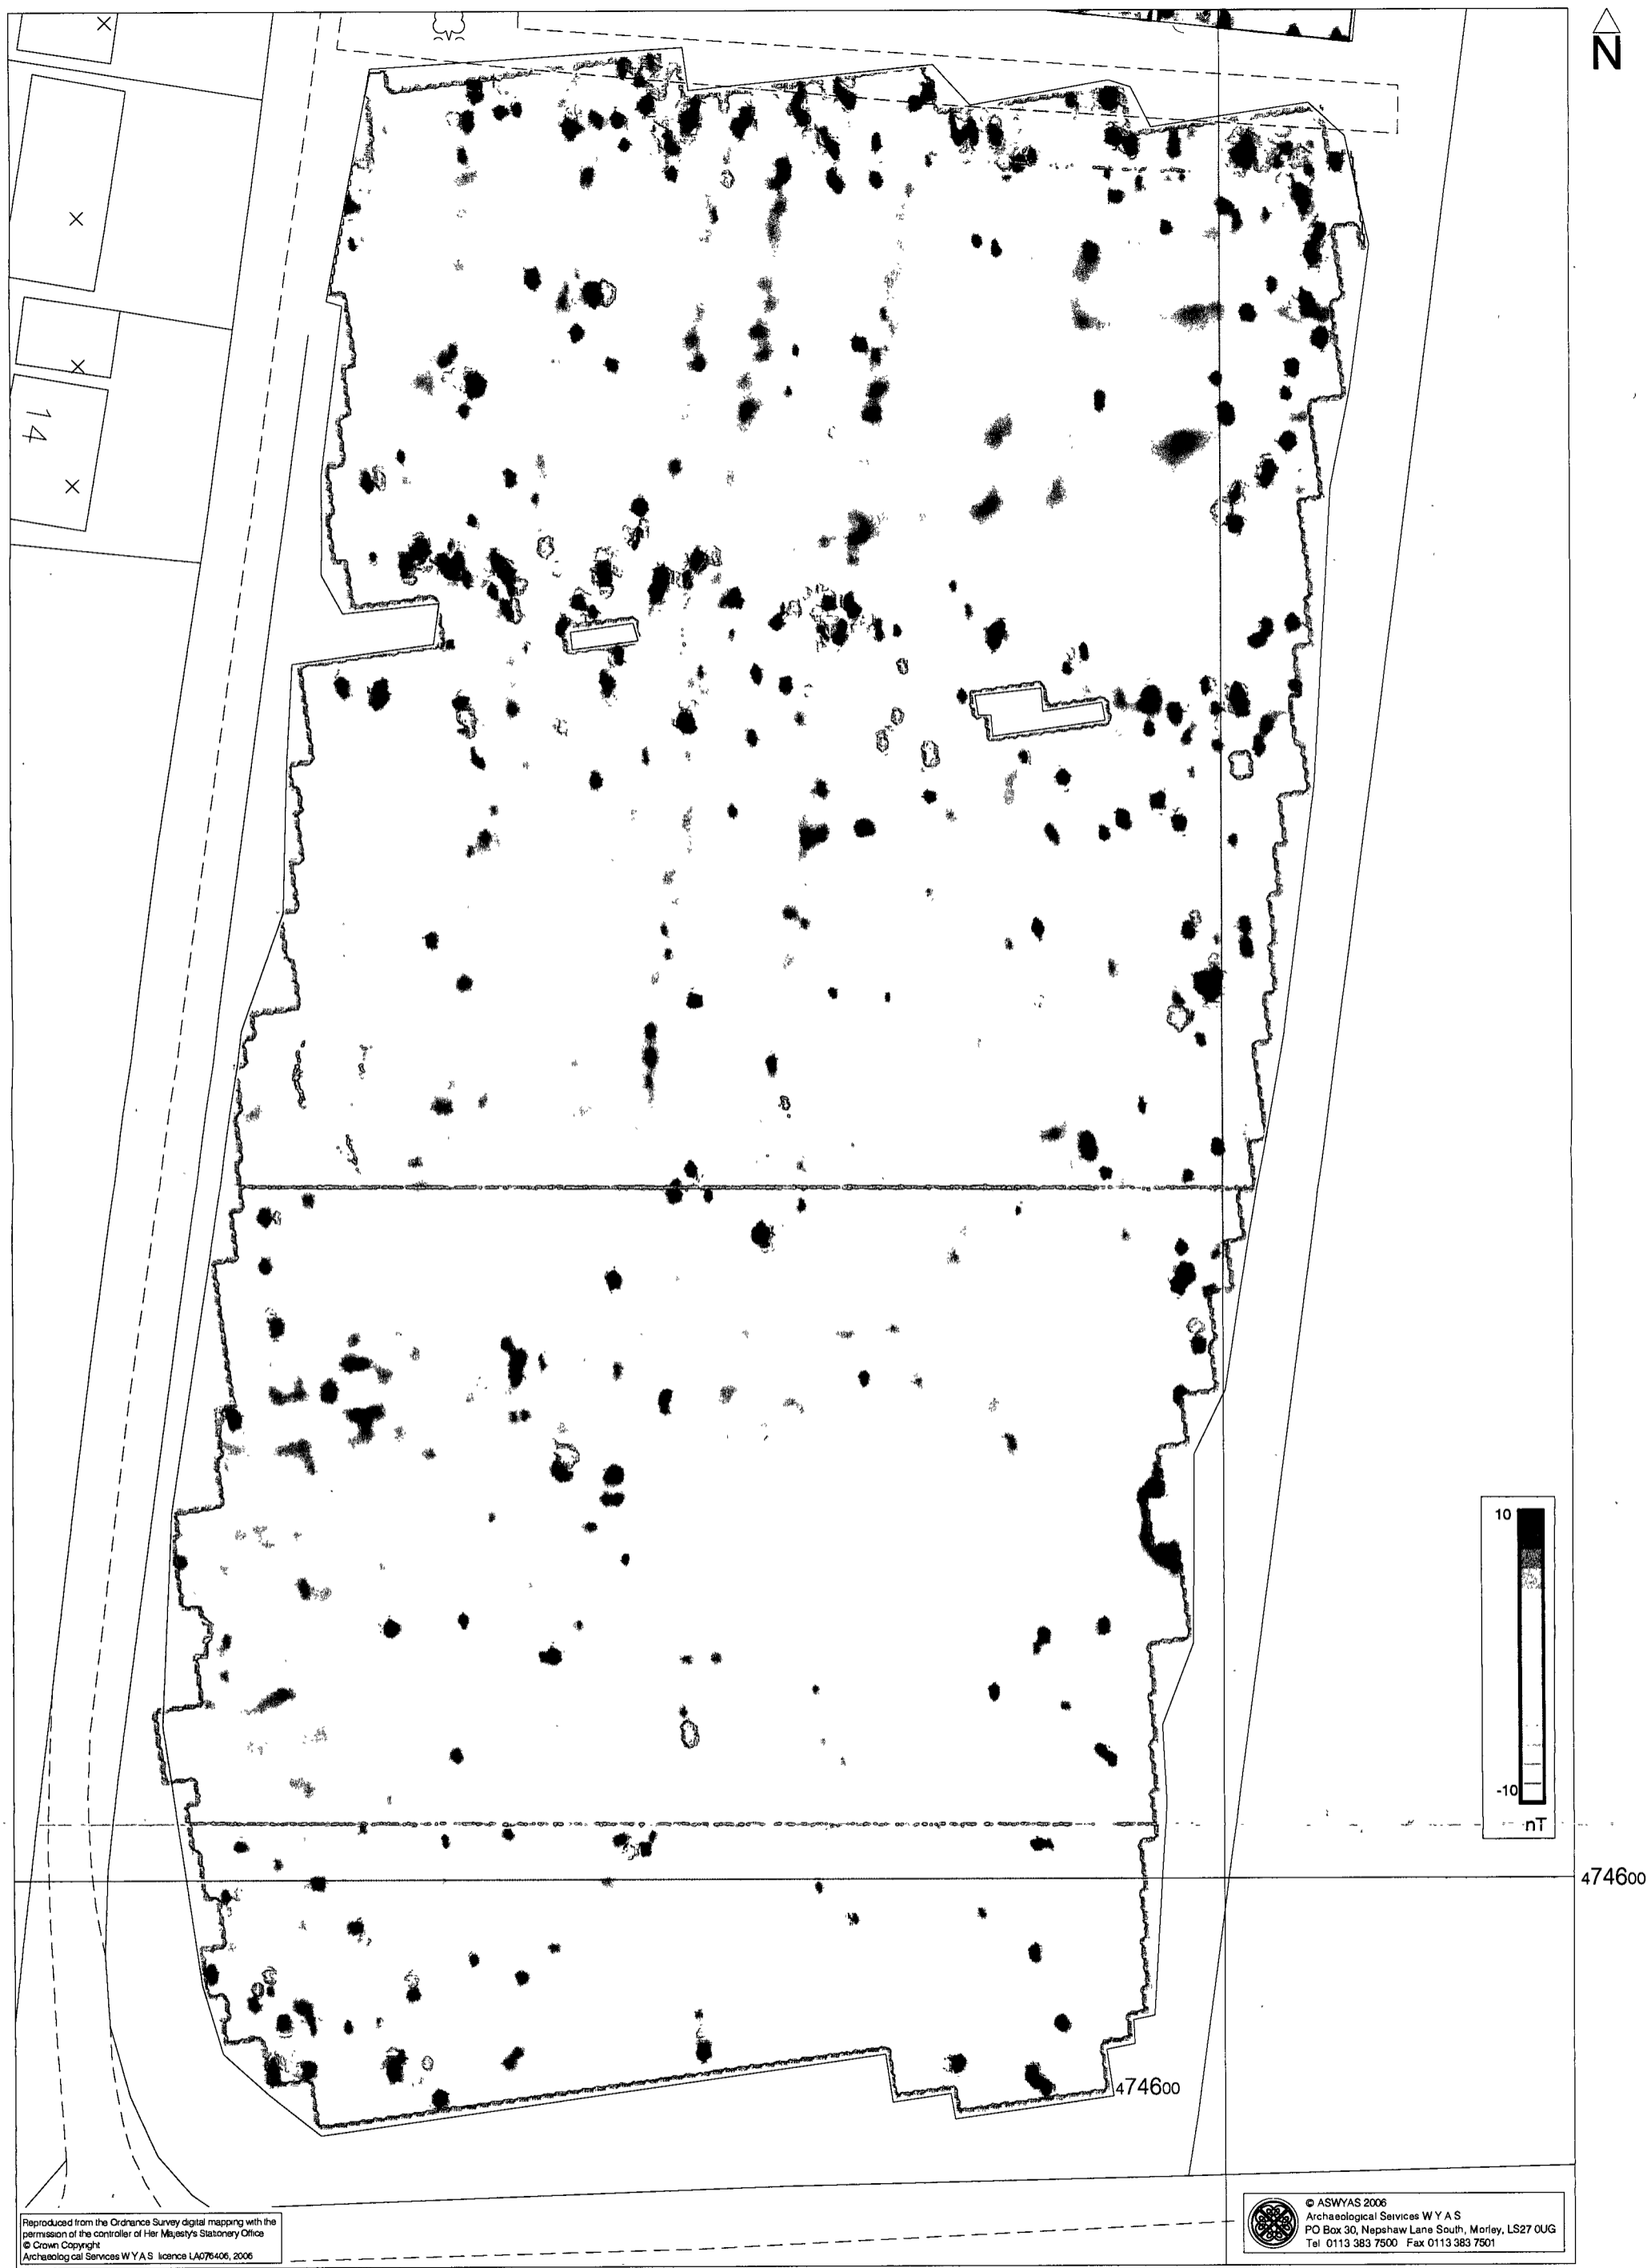 N
14
10
-10
nT
474600
474600
Reproduced from the Ordnance Survey digital mapping with the
permission of the controller of Her Majesty's Stationery Office
© Crown Copyright
Archaeological Services W Y A S licence LA076406, 2006
© ASWYAS 2006
Archaeological Services W Y A S
PO Box 30, Nepshaw Lane South, Morley, LS27 0UG
Tel 0113 383 7500 Fax 0113 383 7501